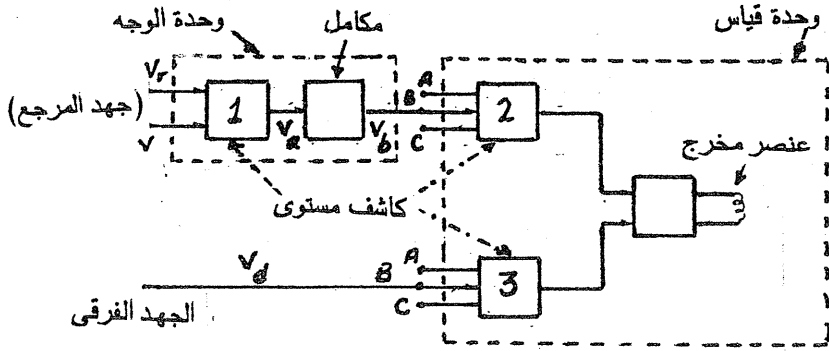 وحدة قياس
وحدة الوجه
مكامل
Vr
(جهد المرجع)
V
1
Va
Vb
A
B
C
2
عنصر مخرج
كاشف مستوى
Vd
A
B
C
3
الجهد الفرقى